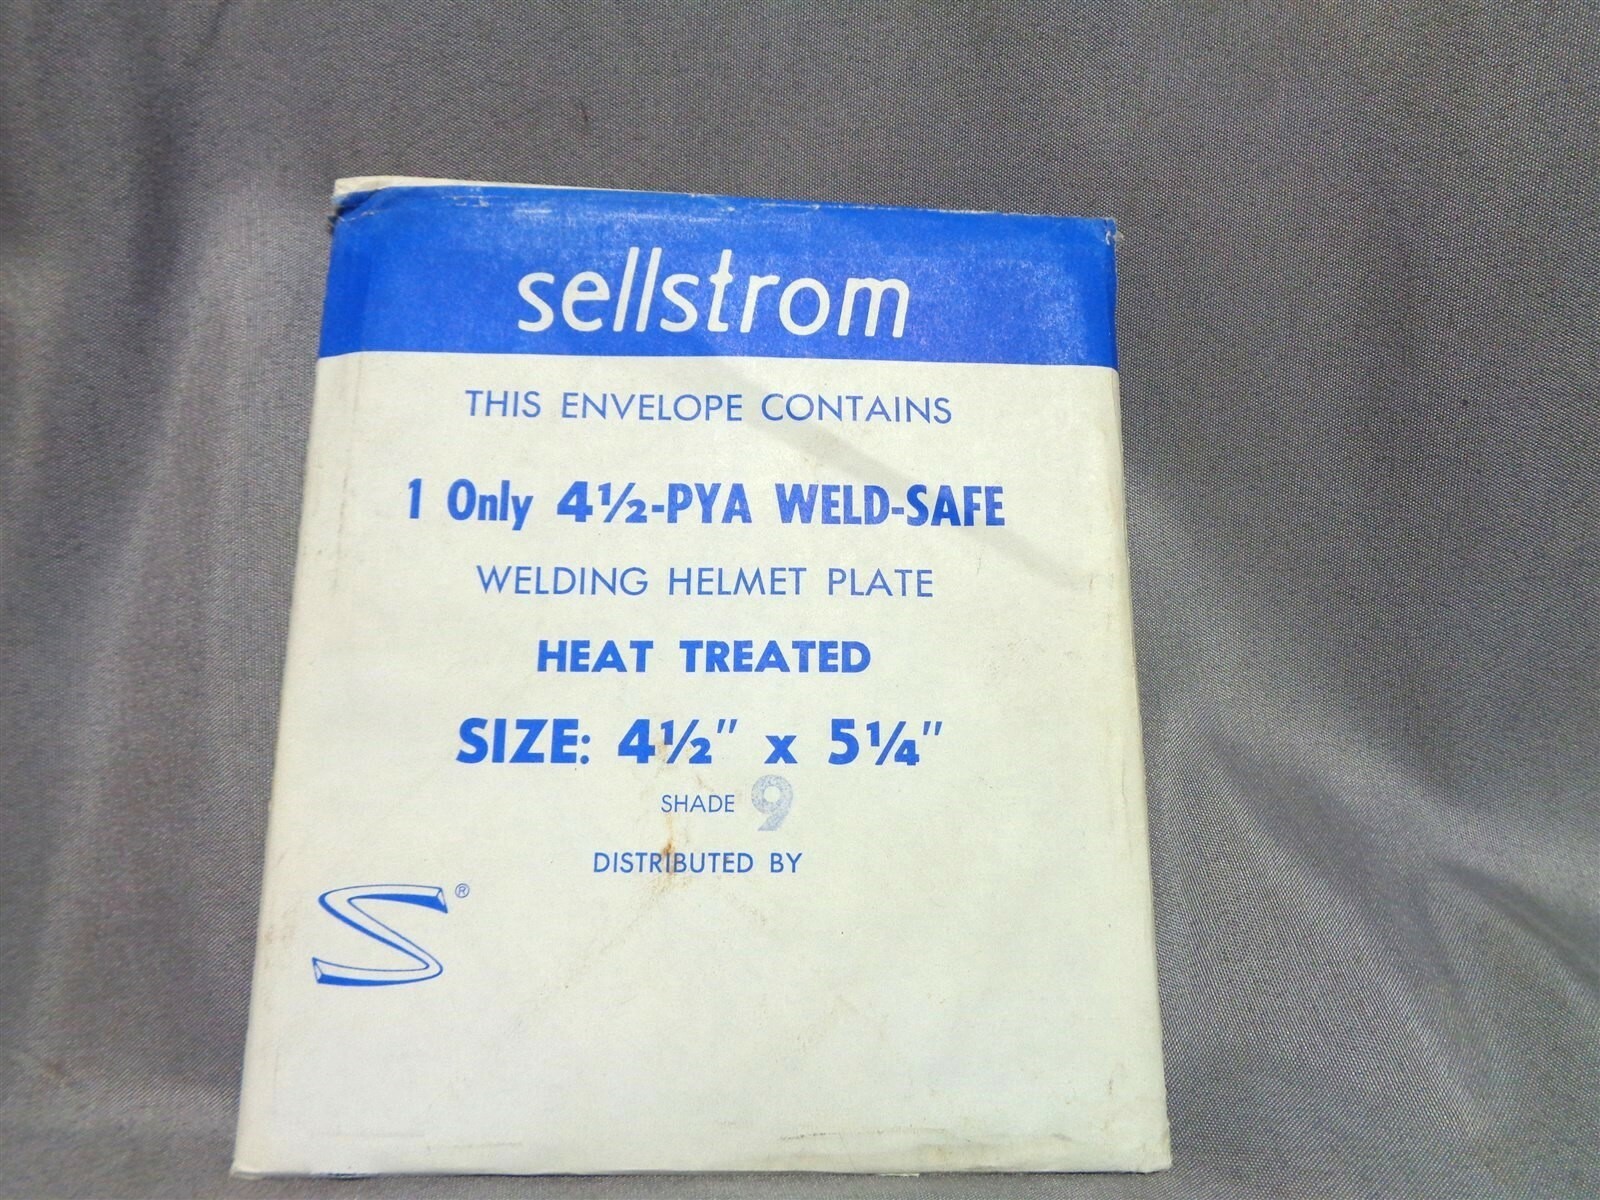 sellstrom
THIS ENVELOPE CONTAINS
1 Only 4½-PYA WELD-SAFE
WELDING HELMET PLATE
HEAT TREATED
SIZE: 4½" x 5¼"
SHADE 9
DISTRIBUTED BY
S®